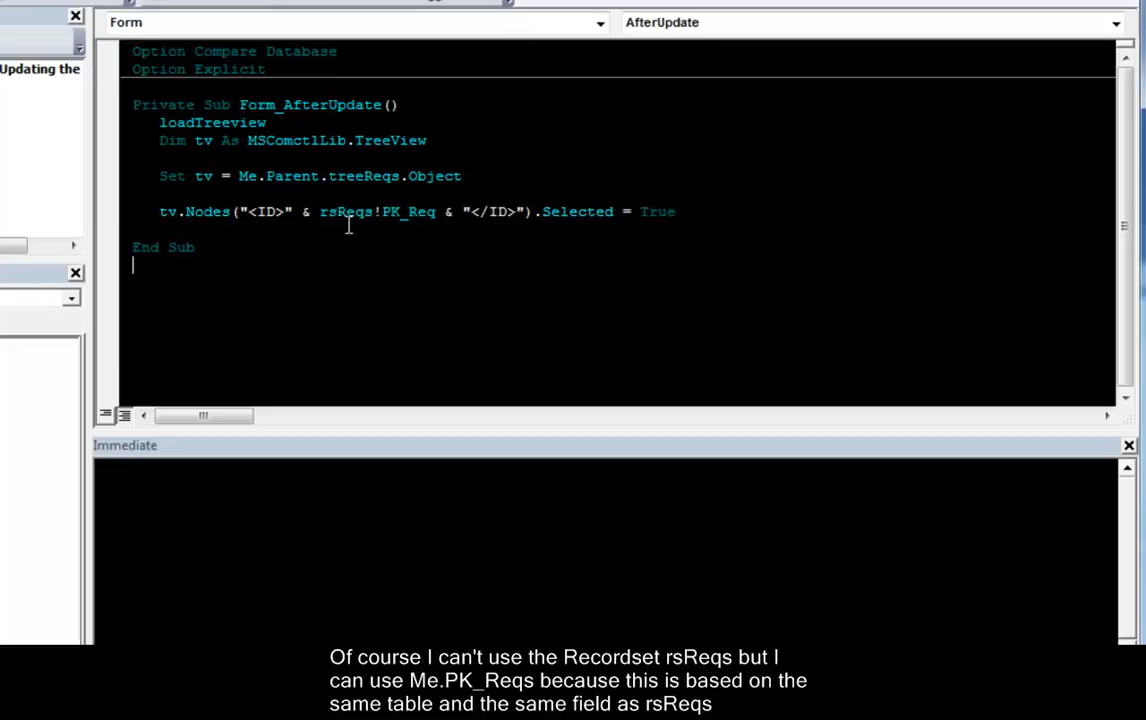 Form
AfterUpdate
Updating the
Option Compare Database
Option Explicit
Private Sub Form_AfterUpdate()
loadTreeview
Dim tv As MSComctlLib.TreeView
Set tv = Me.Parent.treeReqs.Object
tv.Nodes("<ID>" & rsReqs!PK_Req & "</ID>").Selected = True
End Sub
Immediate
Of course I can't use the Recordset rsReqs but I
can use Me.PK_Reqs because this is based on the
same table and the same field as rsReqs